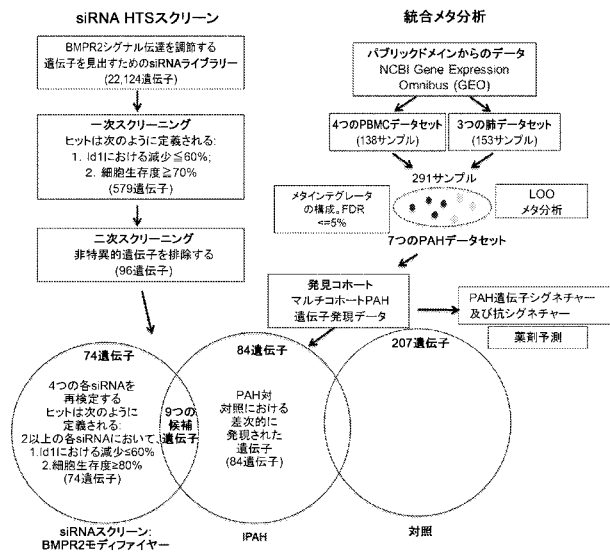 siRNA HTSスクリーン
BMPR2シグナル伝達を調節する
遺伝子を見出すためのsiRNAライブラリー
(22,124遺伝子)
一次スクリーニング
ヒットは次のように定義される:
1. Id1における減少≦60%;
2. 細胞生存度≧70%
(579遺伝子)
二次スクリーニング
非特異的遺伝子を排除する
(96遺伝子)
統合メタ分析
パブリックドメインからのデータ
NCBI Gene Expression
Omnibus (GEO)
4つのPBMCデータセット
(138サンプル)
3つの肺データセット
(153サンプル)
291サンプル
メタインテグレータ
の構成。FDR
<=5%
LOO
メタ分析
7つのPAHデータセット
発見コホート
マルチコホートPAH
遺伝子発現データ
PAH遺伝子シグネチャー
及び抗シグネチャー
薬剤予測
74遺伝子
4つの各siRNAを
再検定する
ヒットは次のように
定義される:
2以上の各siRNAにおいて、
1.Id1における減少≤60%
2.細胞生存度≥80%
(74遺伝子)
9つの
候補
遺伝子
84遺伝子
PAH対
対照における
差次的に
発現された
遺伝子
(84遺伝子)
207遺伝子
siRNAスクリーン:
BMPR2モディファイヤー
IPAH
対照